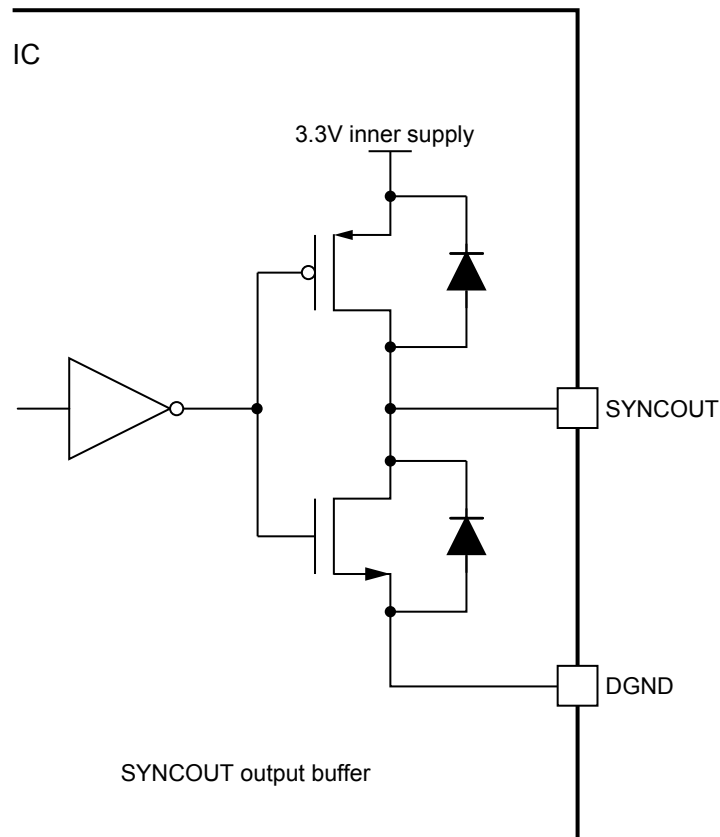 IC
3.3V inner supply
SYNCOUT
DGND
SYNCOUT output buffer